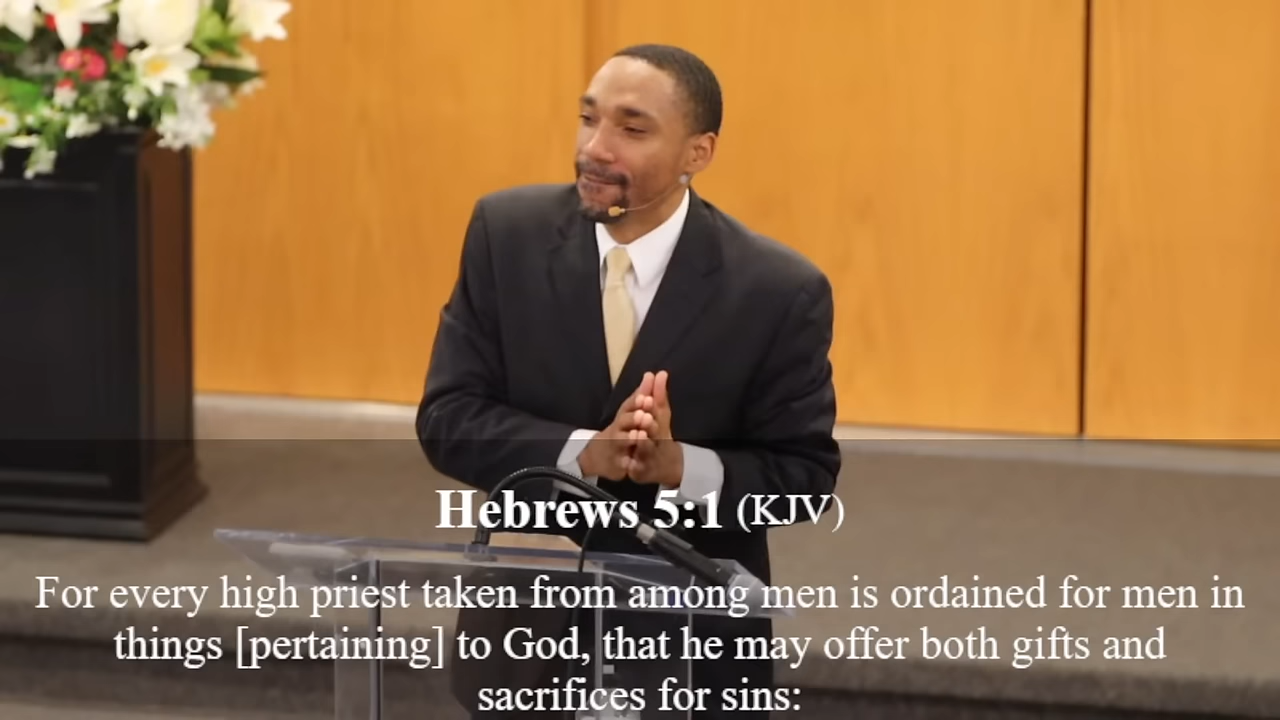 Hebrews 5:1 (KJV)
For every high priest taken from among men is ordained for men in
things [pertaining] to God, that he may offer both gifts and
sacrifices for sins: